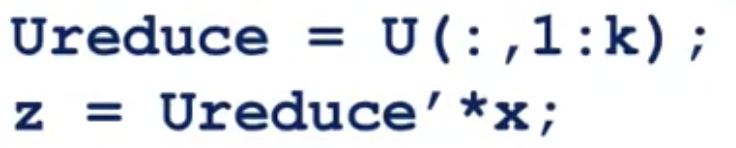 Ureduce = U(:,1:k);
z = Ureduce’*x;